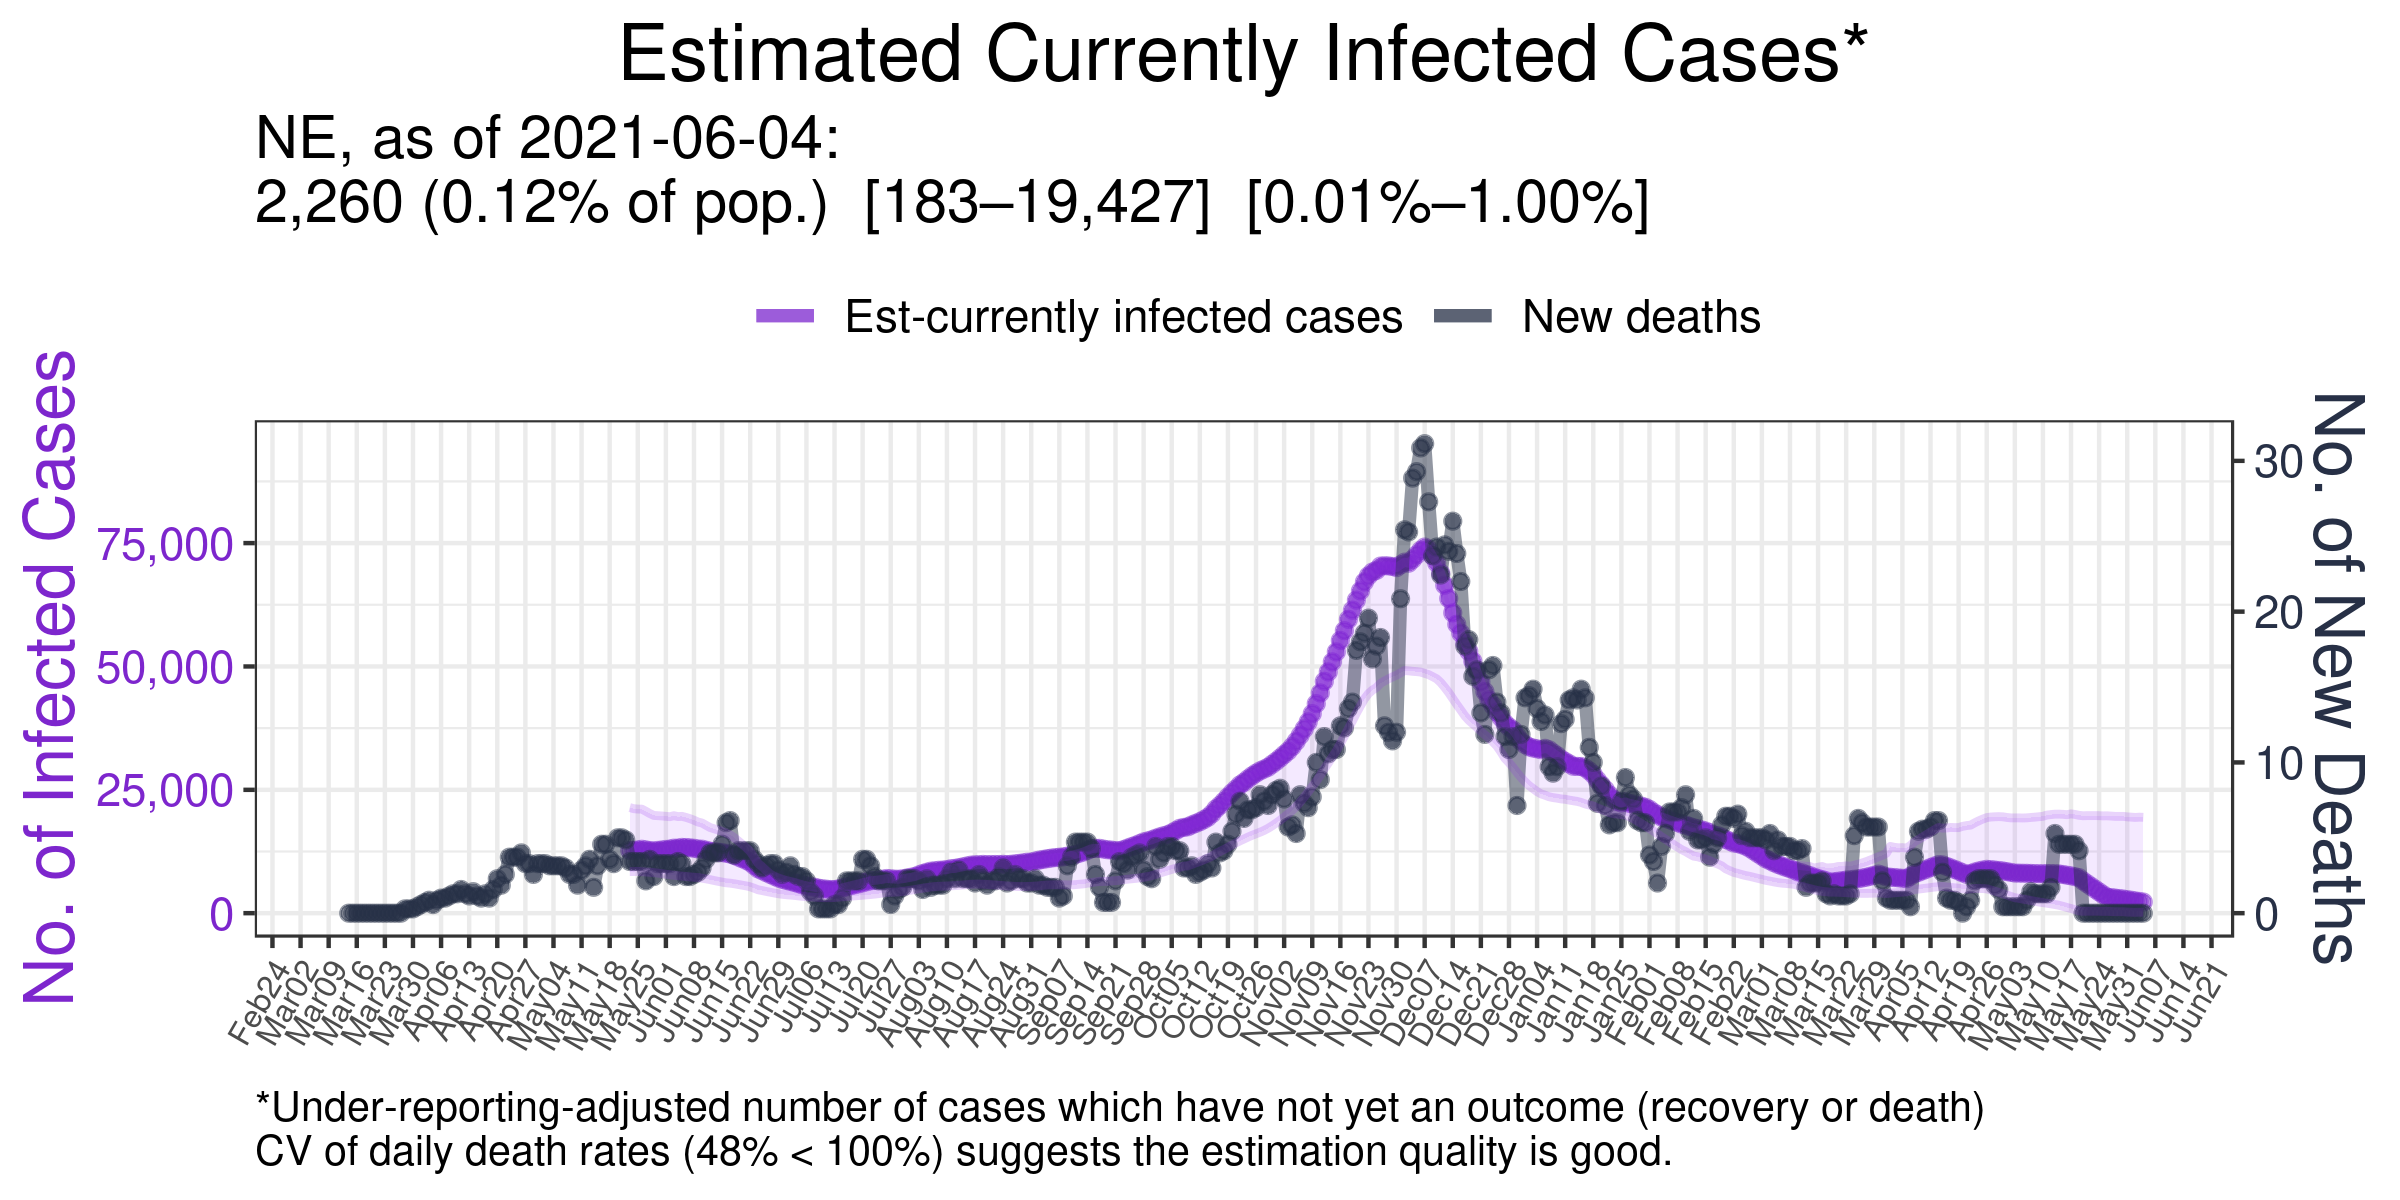 Estimated Currently Infected Cases*
NE, as of 2021-06-04:
2,260 (0.12% of pop.) [183–19,427] [0.01%–1.00%]
Est-currently infected cases
New deaths
No. of Infected Cases
75,000
50,000
25,000
0
30
20
10
0
No. of New Deaths
Feb24
Mar02
Mar09
Mar16
Mar23
Mar30
Apr06
Apr13
Apr20
Apr27
May04
May11
May18
May25
Jun01
Jun08
Jun15
Jun22
Jun29
Jul06
Jul13
Jul20
Jul27
Aug03
Aug10
Aug17
Aug24
Aug31
Sep07
Sep14
Sep21
Sep28
Oct05
Oct12
Oct19
Oct26
Nov02
Nov09
Nov16
Nov23
Nov30
Dec07
Dec14
Dec21
Dec28
Jan04
Jan11
Jan18
Jan25
Feb01
Feb08
Feb15
Feb22
Mar01
Mar08
Mar15
Mar22
Mar29
Apr05
Apr12
Apr19
Apr26
May03
May10
May17
May24
May31
Jun07
Jun14
Jun21
*Under-reporting-adjusted number of cases which have not yet an outcome (recovery or death)
CV of daily death rates (48% < 100%) suggests the estimation quality is good.